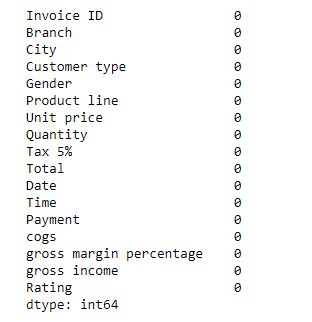 Invoice ID 0
Branch 0
City 0
Customer type 0
Gender 0
Product line 0
Unit price 0
Quantity 0
Tax 5% 0
Total 0
Date 0
Time 0
Payment 0
cogs 0
gross margin percentage 0
gross income 0
Rating 0
dtype: int64